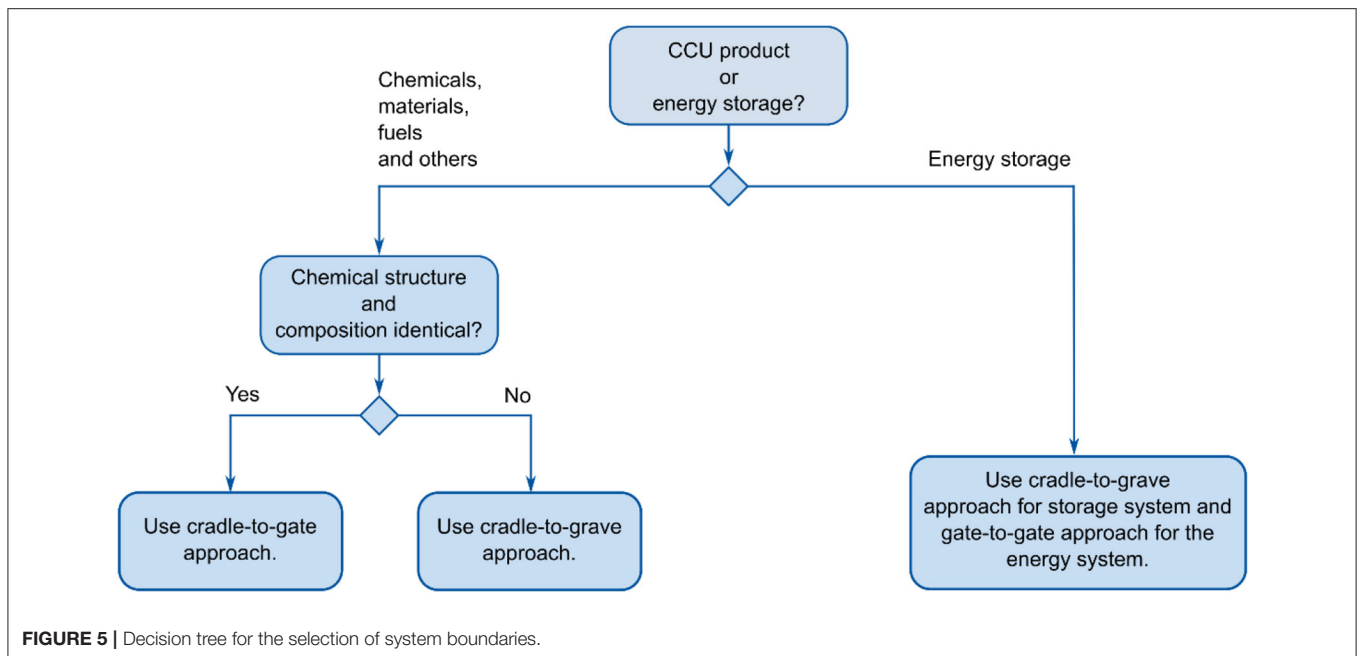 CCU product
or
energy storage?
Chemicals,
materials,
fuels
and others
Energy storage
Chemical structure
and
composition identical?
Yes
No
Use cradle-to-gate
approach.
Use cradle-to-grave
approach.
Use cradle-to-grave
approach for storage system and
gate-to-gate approach for the
energy system.
FIGURE 5 | Decision tree for the selection of system boundaries.